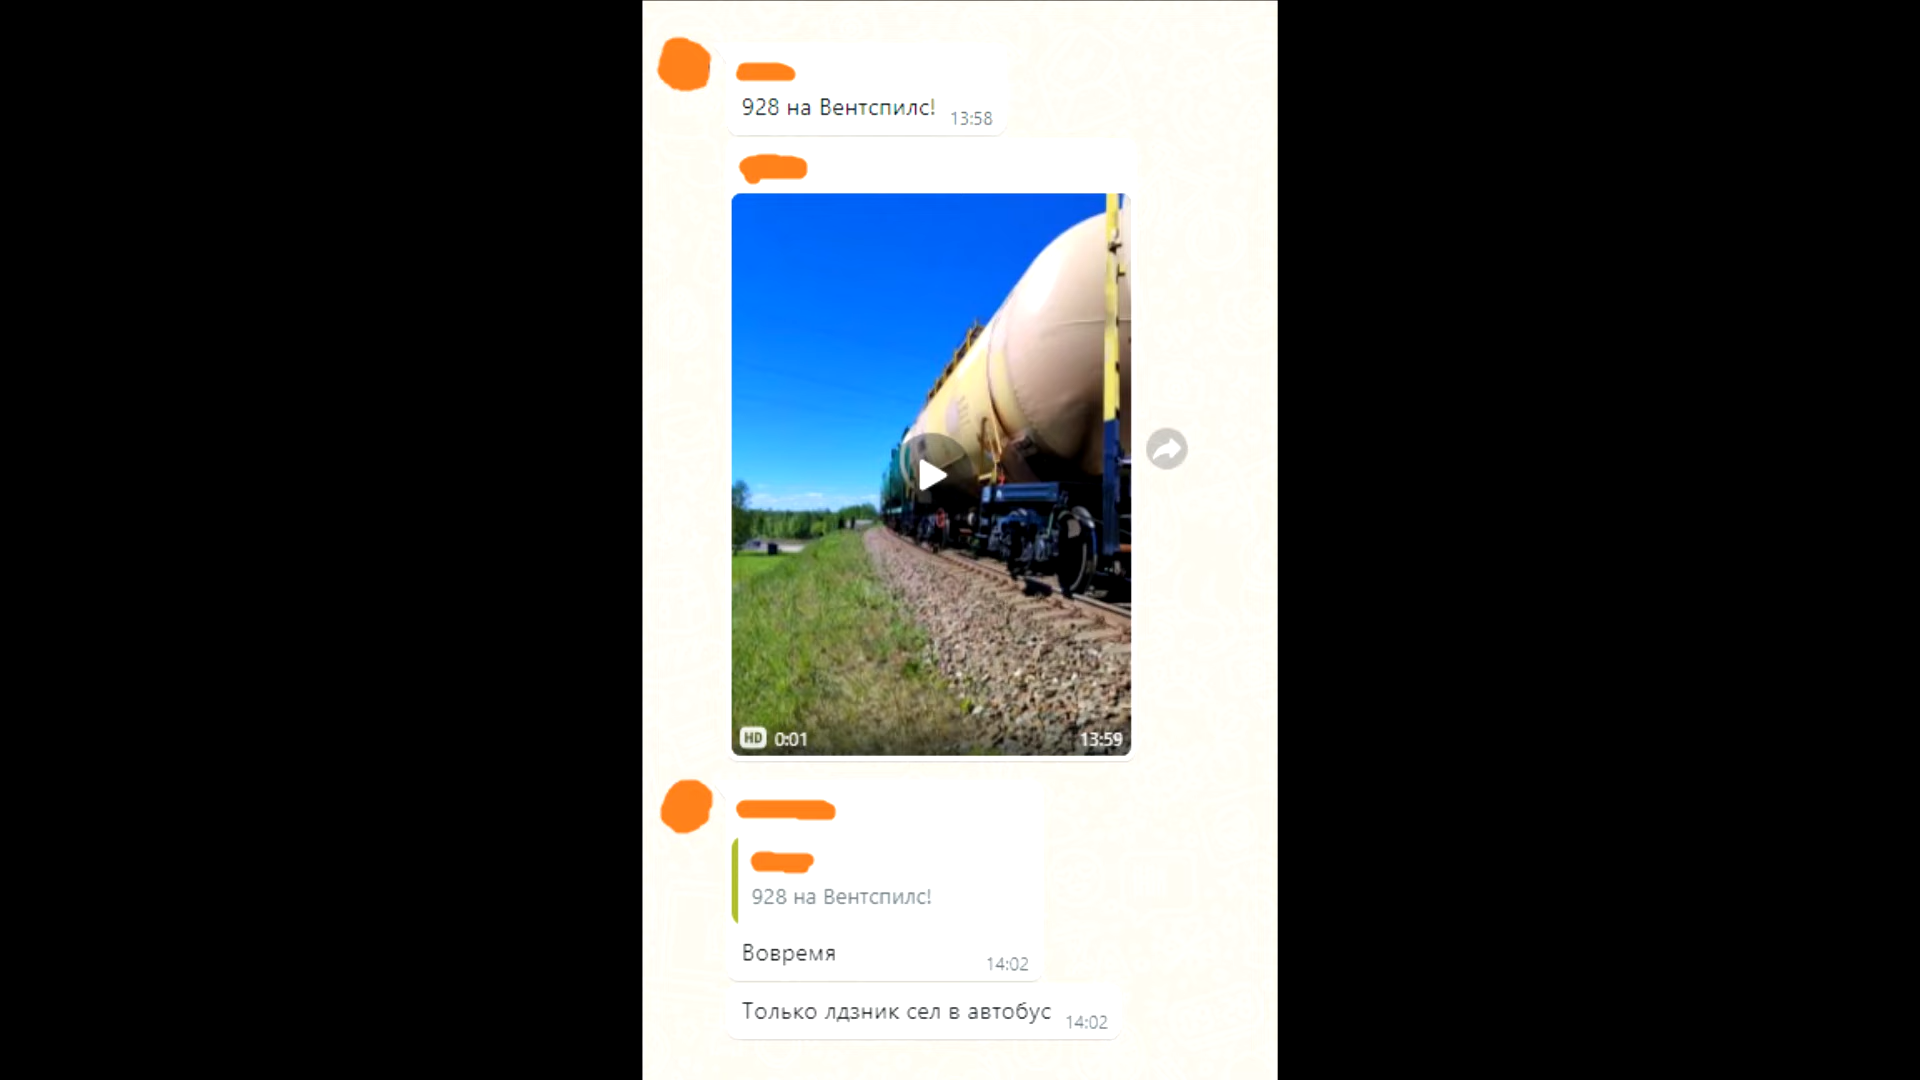 928 на Вентспилс!
13:58
HD 0:01
13:59
928 на Вентспилс!
Вовремя
14:02
Только лдзник сел в автобус
14:02